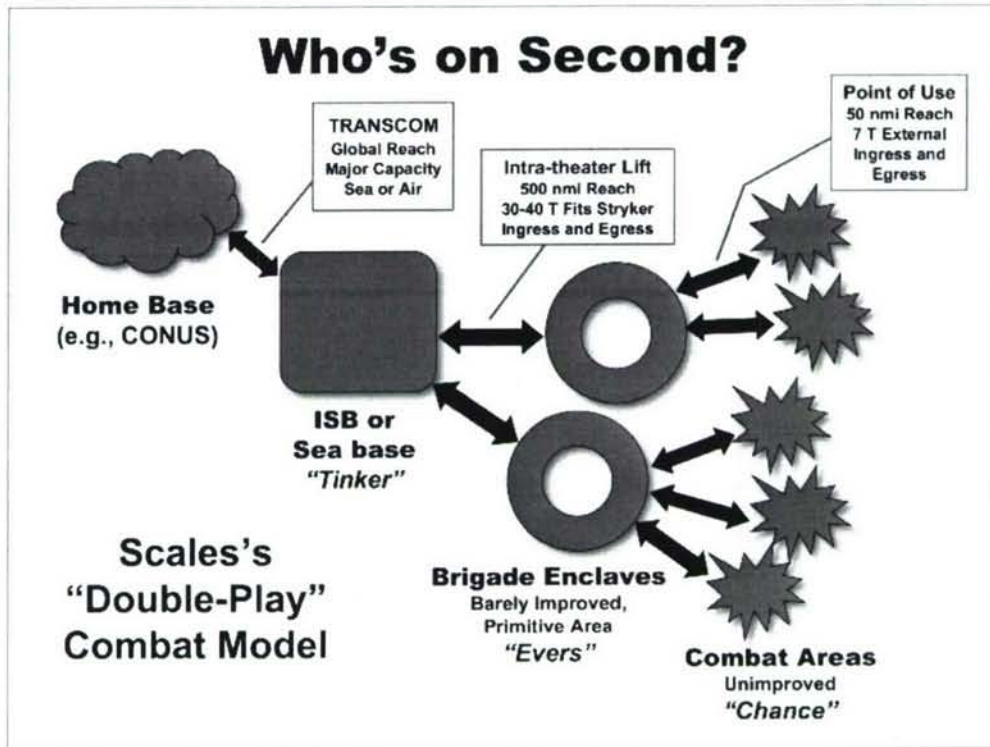 Who's on Second?
TRANSCOM
Global Reach
Major Capacity
Sea or Air
Intra-theater Lift
500 nmi Reach
30-40 T Fits Stryker
Ingress and Egress
Point of Use
50 nmi Reach
7 T External
Ingress and
Egress
Home Base
(e.g., CONUS)
ISB or
Sea base
"Tinker"
Brigade Enclaves
Barely Improved,
Primitive Area
"Evers"
Combat Areas
Unimproved
"Chance"
Scales's
"Double-Play"
Combat Model